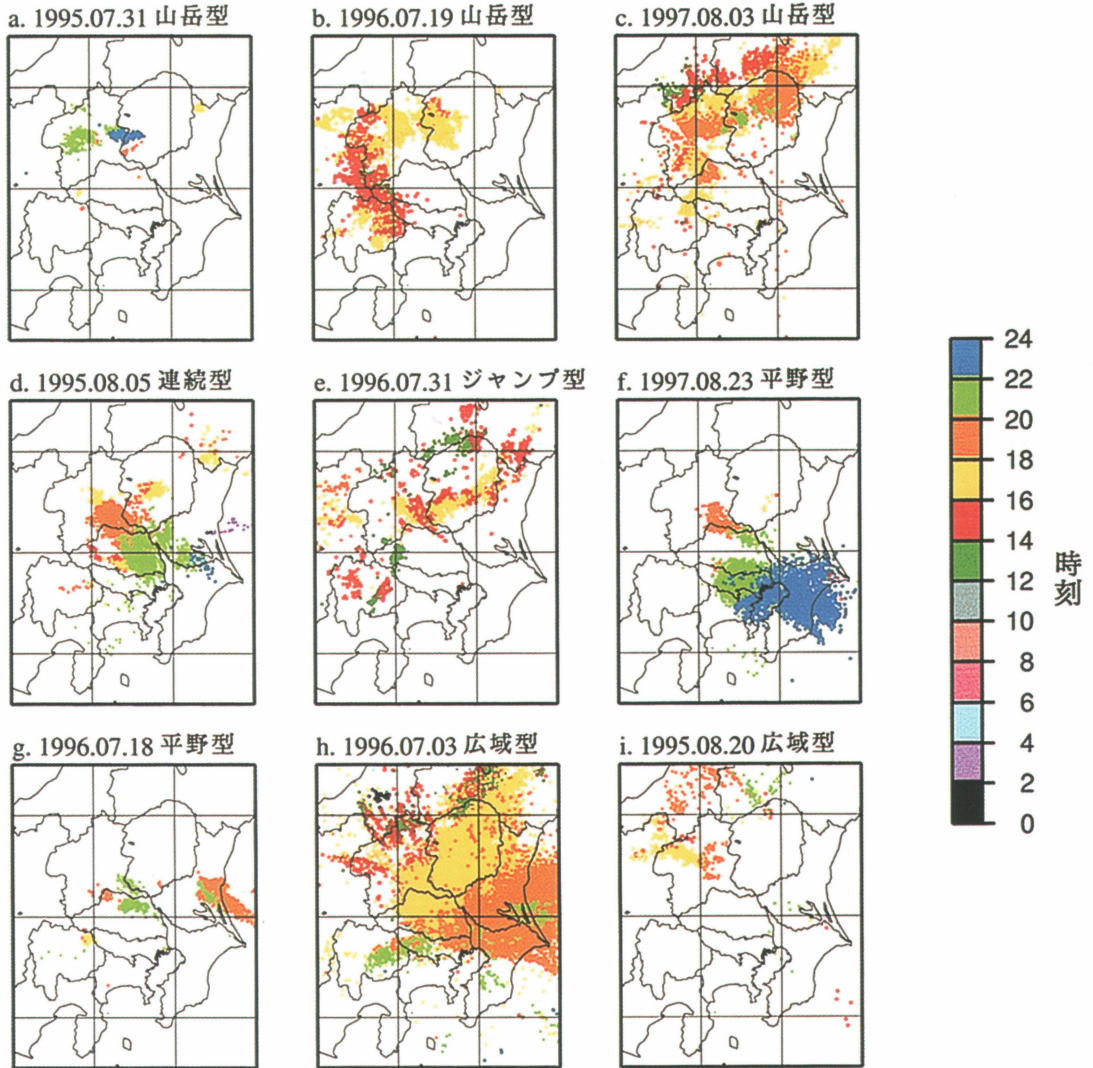 a. 1995.07.31 山岳型
b. 1996.07.19 山岳型
c. 1997.08.03 山岳型
d. 1995.08.05 連続型
e. 1996.07.31 ジャンプ型
f. 1997.08.23 平野型
g. 1996.07.18 平野型
h. 1996.07.03 広域型
i. 1995.08.20 広域型
24
22
20
18
16
14
12
10
8
6
4
2
0
時刻